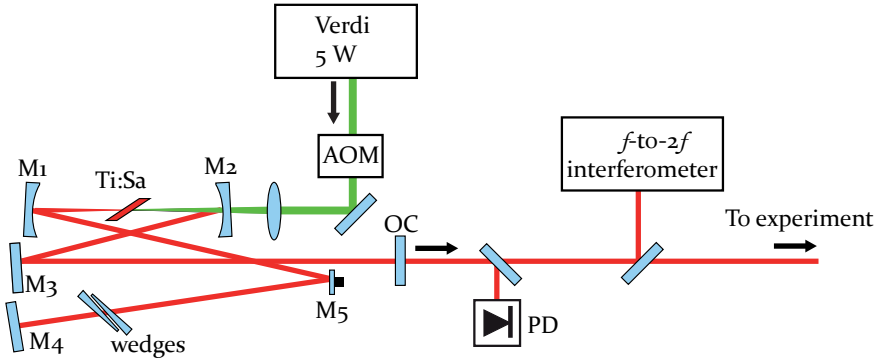 Verdi
5 W
AOM
f-to-2f
interferometer
M1
Ti:Sa
M2
OC
To experiment
M3
M5
M4
wedges
PD